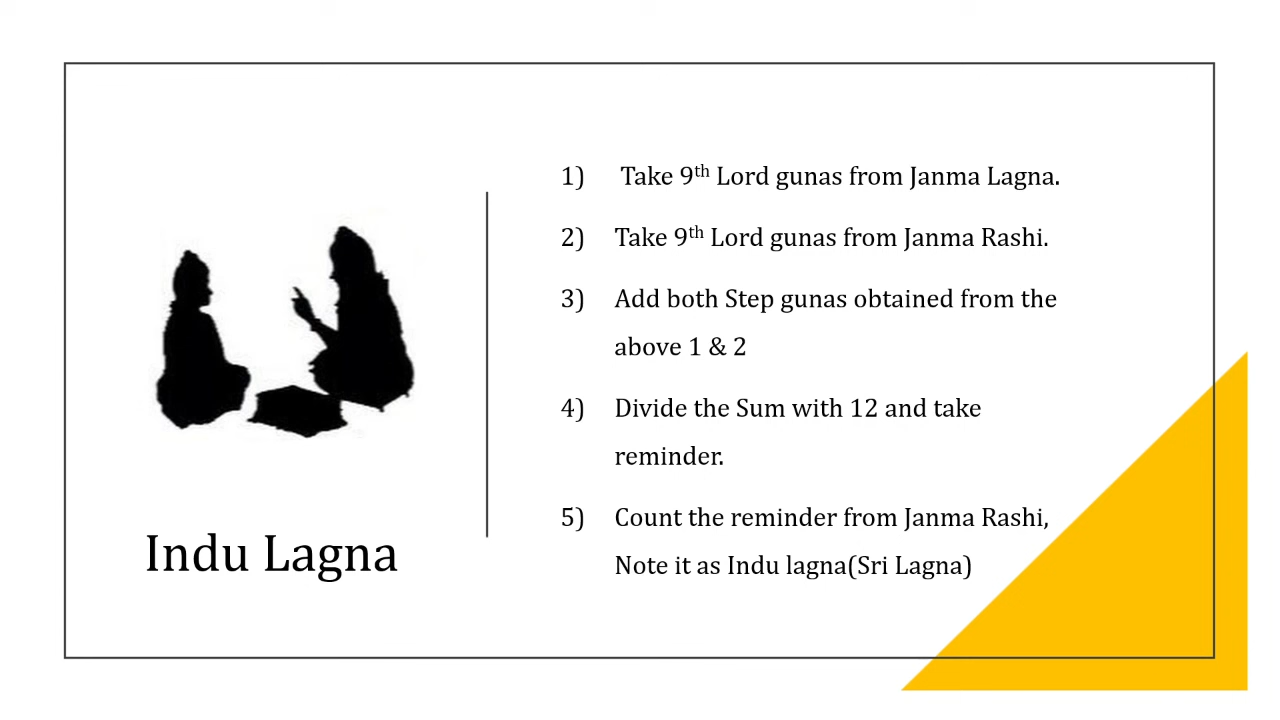 Indu Lagna
1) Take 9th Lord gunas from Janma Lagna.
2) Take 9th Lord gunas from Janma Rashi.
3) Add both Step gunas obtained from the
above 1 & 2
4) Divide the Sum with 12 and take
reminder.
5) Count the reminder from Janma Rashi,
Note it as Indu lagna(Sri Lagna)